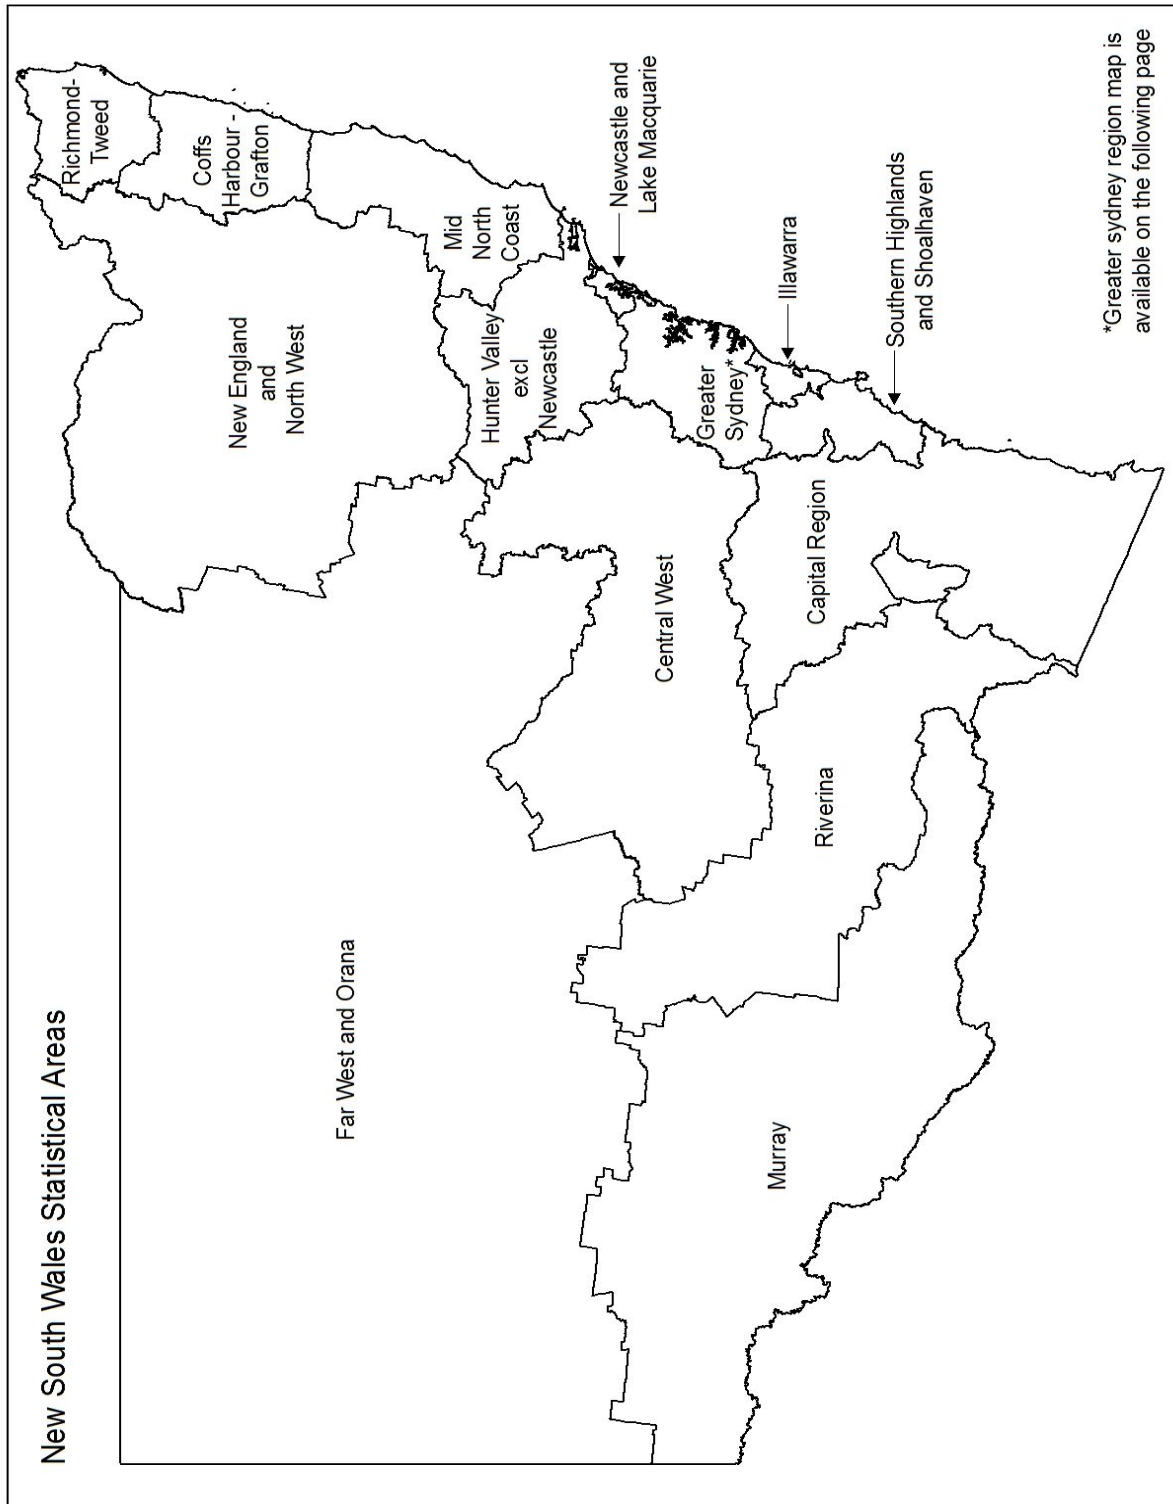 New South Wales Statistical Areas
Richmond-
Tweed
Coffs
Harbour -
Grafton
New England
and
North West
Mid
North
Coast
Far West and Orana
Hunter Valley
excl
Newcastle
Newcastle and
Lake Macquarie
Central West
Greater
Sydney*
Illawarra
Capital Region
Southern Highlands
and Shoalhaven
Riverina
Murray
*Greater sydney region map is
available on the following page